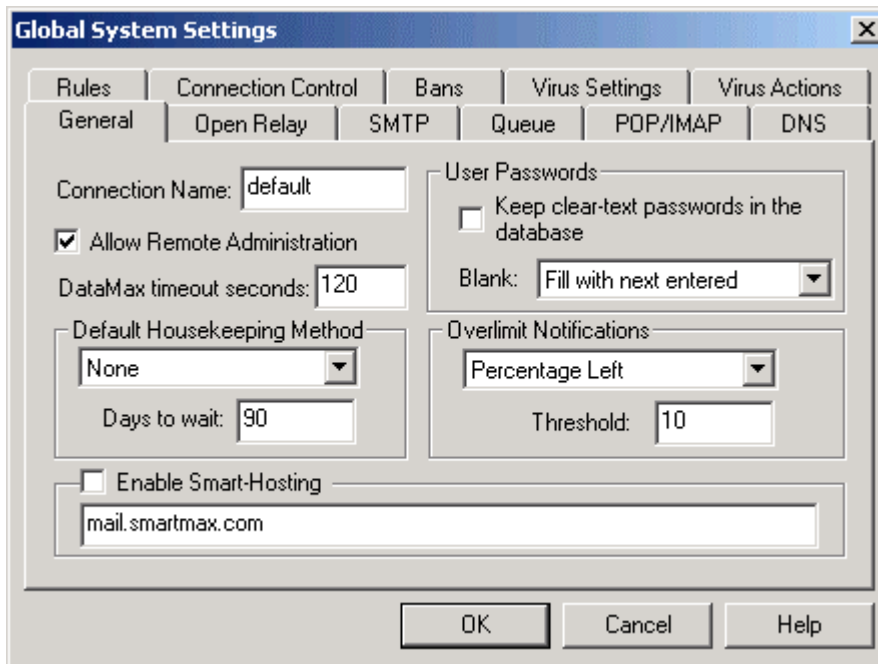 Global System Settings
Rules Connection Control Bans Virus Settings Virus Actions
General Open Relay SMTP Queue POP/IMAP DNS
Connection Name: default
Allow Remote Administration
DataMax timeout seconds: 120
User Passwords
Keep clear-text passwords in the
database
Blank: Fill with next entered
Default Housekeeping Method
None
Days to wait: 90
Overlimit Notifications
Percentage Left
Threshold: 10
Enable Smart-Hosting
mail.smartmax.com
OK Cancel Help